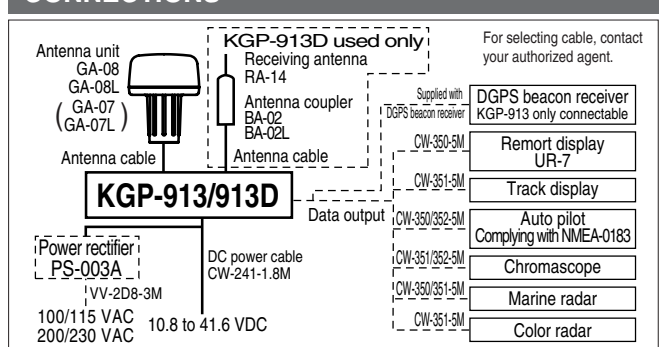 CONNECTIONS
Antenna unit
GA-08
GA-08L
(GA-07
GA-07L)
Antenna cable
KGP-913D used only
Receiving antenna
RA-14
Antenna coupler
BA-02
BA-02L
Antenna cable
For selecting cable, contact
your authorized agent.
KGP-913/913D
Data output
Supplied with
DGPS beacon receiver
DGPS beacon receiver
KGP-913 only connectable
CW-350-5M
Remort display
UR-7
CW-351-5M
Track display
CW-350/352-5M
Auto pilot
Complying with NMEA-0183
CW-351/352-5M
Chromascope
CW-350/351-5M
Marine radar
CW-351-5M
Color radar
Power rectifier
PS-003A
VV-2D8-3M
100/115 VAC
200/230 VAC
DC power cable
CW-241-1.8M
10.8 to 41.6 VDC